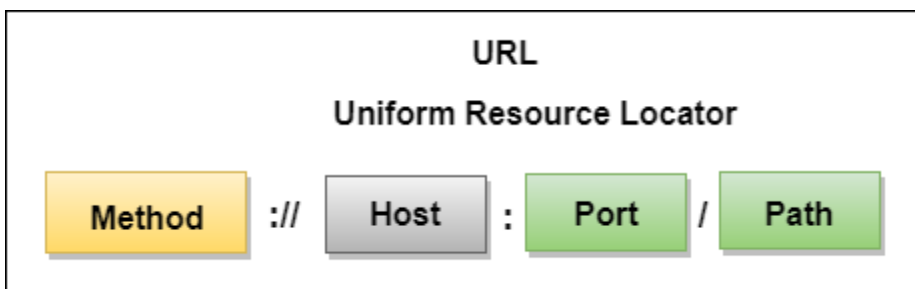 URL
Uniform Resource Locator
Method :// Host : Port / Path